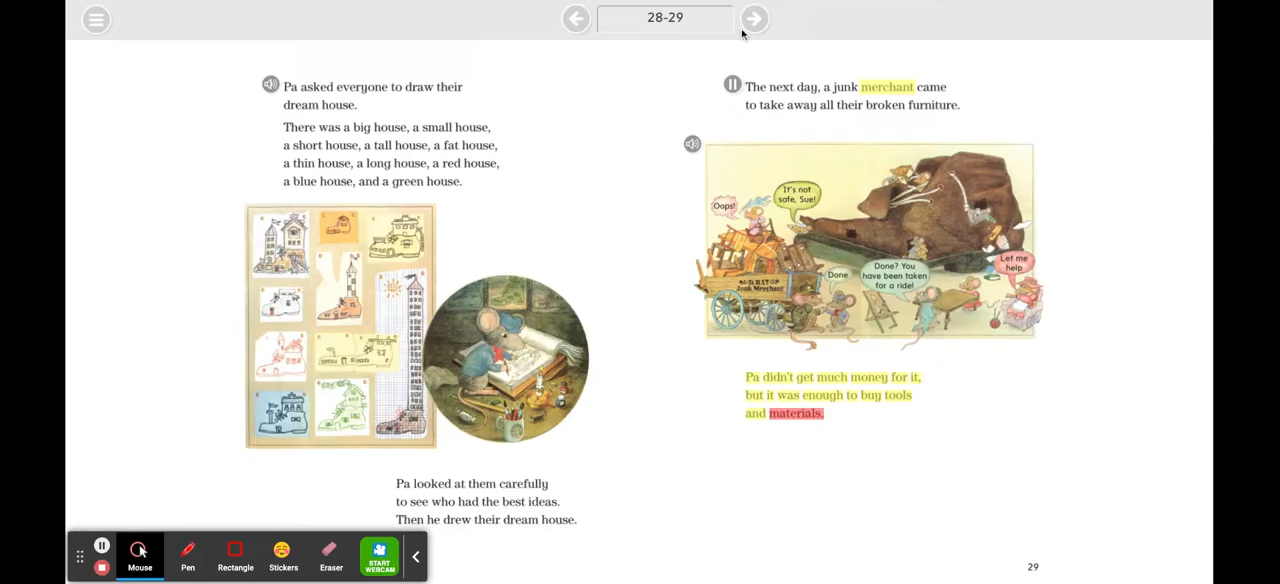 28-29
Pa asked everyone to draw their
dream house.
There was a big house, a small house,
a short house, a tall house, a fat house,
a thin house, a long house, a red house,
a blue house, and a green house.
Pa looked at them carefully
to see who had the best ideas.
Then he drew their dream house.
The next day, a junk merchant came
to take away all their broken furniture.
Oops!
It's not
safe, Sue!
Done
Done? You
have been taken
for a ride!
Let me
help
Junk Merchant
Pa didn't get much money for it,
but it was enough to buy tools
and materials.
29
Mouse
Pen
Rectangle
Stickers
Eraser
START
WEBCAM